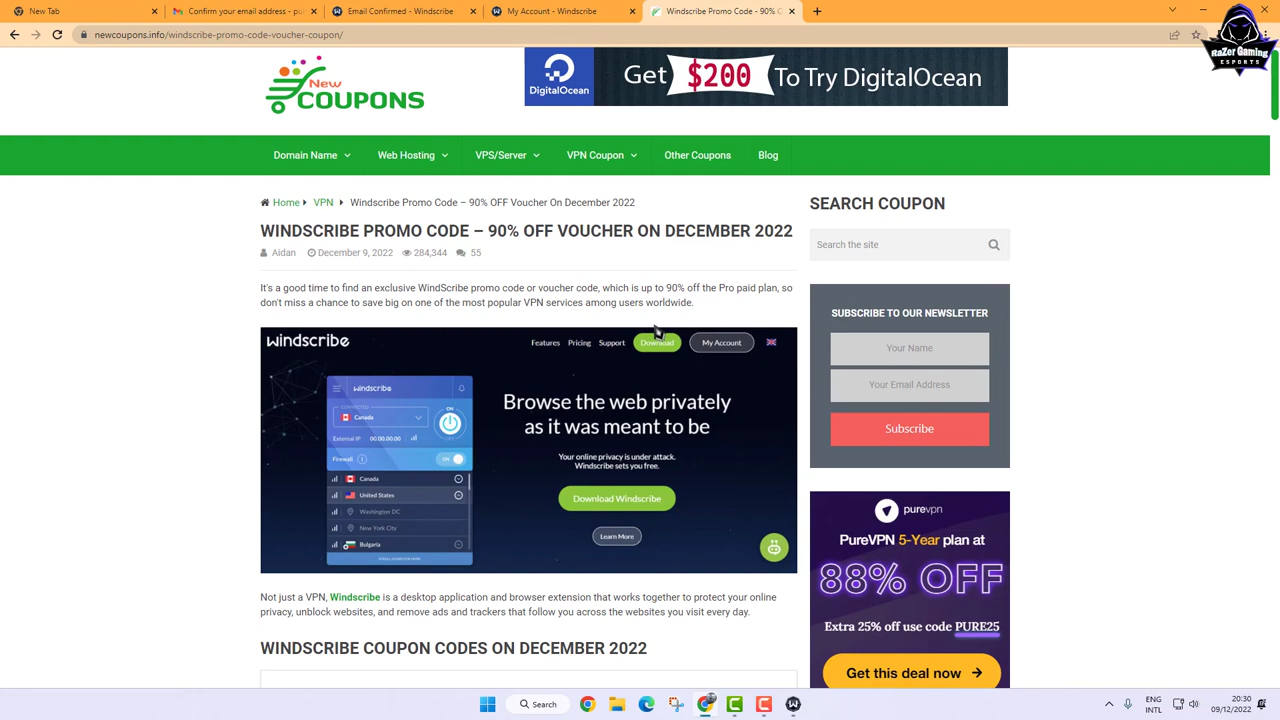 New Tab
Confirm your email address - p
Email Confirmed - Windscribe
My Account - Windscribe
Windscribe Promo Code - 90% O
newcoupons.info/windscribe-promo-code-voucher-coupon/
RaZer Gaming
ESPORTS
New
COUPONS
DigitalOcean
Get $200 To Try DigitalOcean
Domain Name
Web Hosting
VPS/Server
VPN Coupon
Other Coupons
Blog
Home
VPN
Windscribe Promo Code – 90% OFF Voucher On December 2022
WINDSCRIBE PROMO CODE – 90% OFF VOUCHER ON DECEMBER 2022
Aidan
December 9, 2022
284,444
55
It's a good time to find an exclusive WindScribe promo code or voucher code, which is up to 90% off the Pro paid plan, so
don't miss a chance to save big on one of the most popular VPN services among users worldwide.
windscribe
Features
Pricing
Support
Download
My Account
windscribe
CONNECTED
Canada
ON
External IP
00.00.00.00
Firewall
ON
Canada
United States
Washington DC
New York City
Bulgaria
Browse the web privately
as it was meant to be
Your online privacy is under attack.
Windscribe sets you free.
Download Windscribe
Learn More
Not just a VPN, Windscribe is a desktop application and browser extension that works together to protect your online
privacy, unblock websites, and remove ads and trackers that follow you across the websites you visit every day.
WINDSCRIBE COUPON CODES ON DECEMBER 2022
SEARCH COUPON
Search the site
SUBSCRIBE TO OUR NEWSLETTER
Your Name
Your Email Address
Subscribe
purevpn
PureVPN 5-Year plan at
88% OFF
Extra 25% off use code PURE25
Get this deal now
Search
ENG
INTL
20:30
09/12/2022